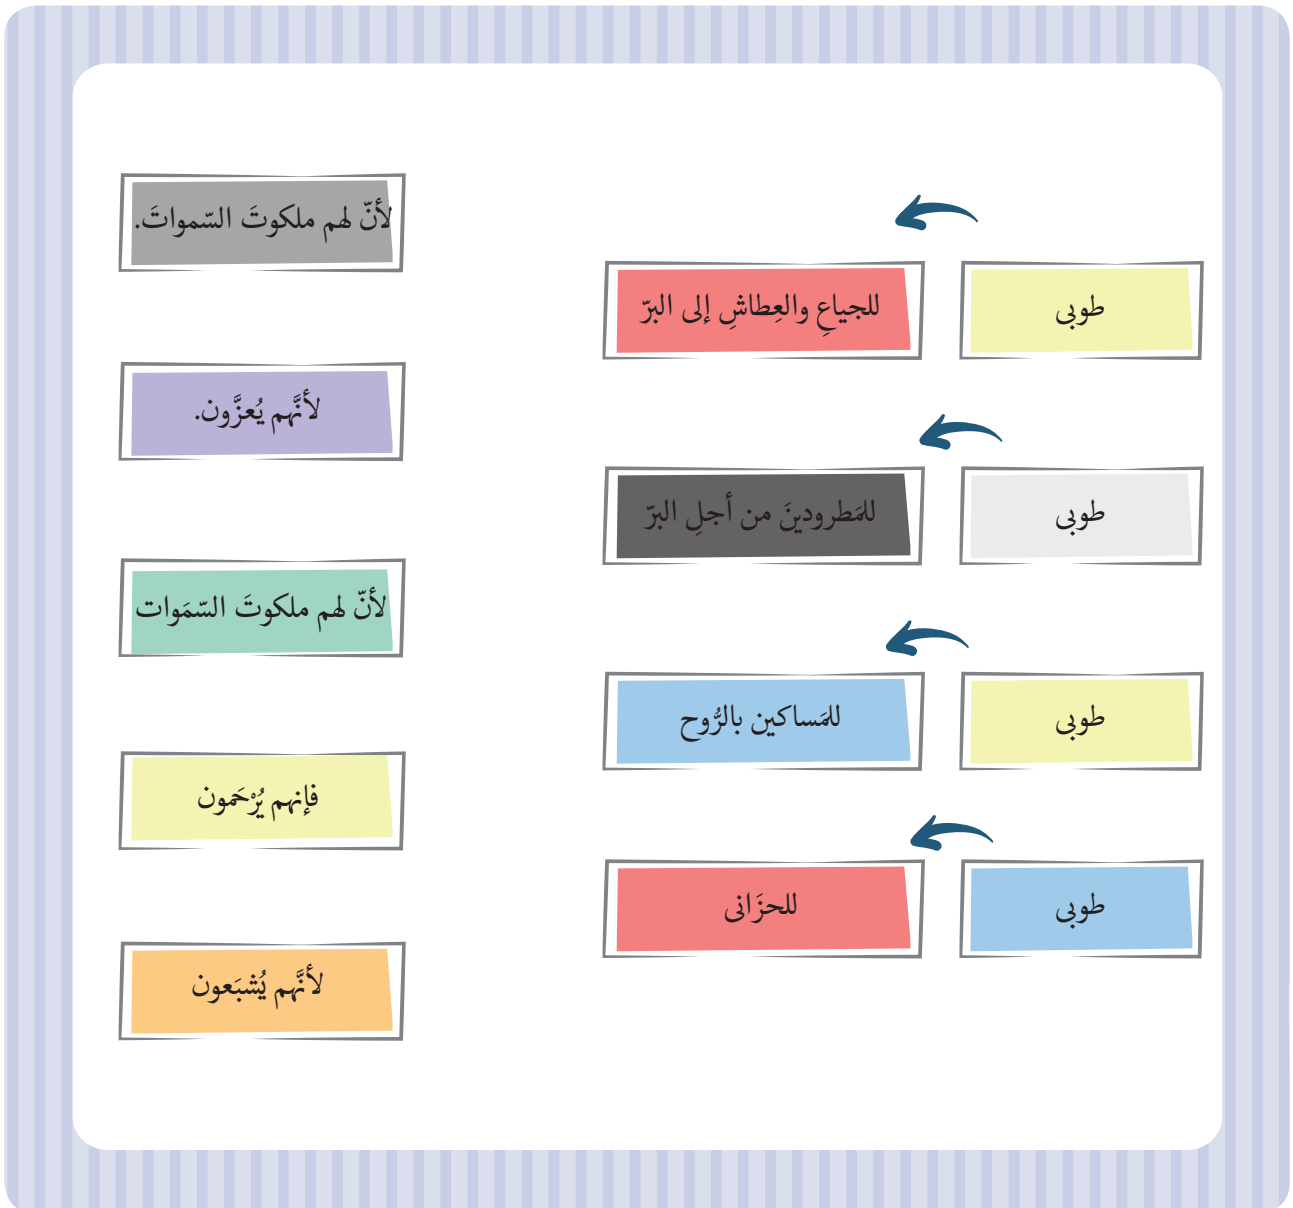 لأنّ لهم ملكوتَ السّمواتَ.
طوبى
للجياعِ والعِطاشِ إلى البرّ
لأنَّهم يُعزَّون.
طوبى
للمَطرودينَ من أجلِ البرّ
لأنّ لهم ملكوتَ السّمَوات
طوبى
للمَساكين بالرُّوح
فإنهم يُرْحَمون
طوبى
للحزَانى
لأنَّهم يُشبَعون